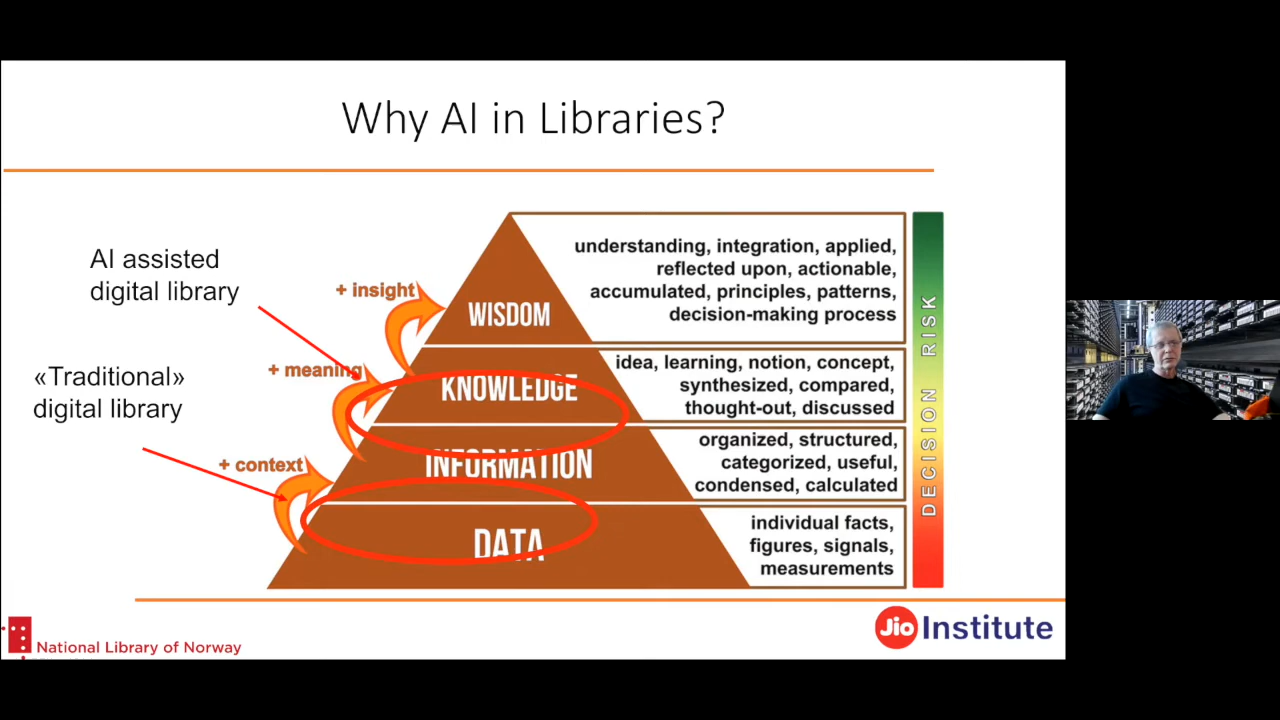 Why AI in Libraries?
AI assisted
digital library
«Traditional»
digital library
+ insight
+ meaning
+ context
WISDOM
KNOWLEDGE
INFORMATION
DATA
understanding, integration, applied,
reflected upon, actionable,
accumulated, principles, patterns,
decision-making process
idea, learning, notion, concept,
synthesized, compared,
thought-out, discussed
organized, structured,
categorized, useful,
condensed, calculated
individual facts,
figures, signals,
measurements
DECISION RISK
National Library of Norway
Jio Institute